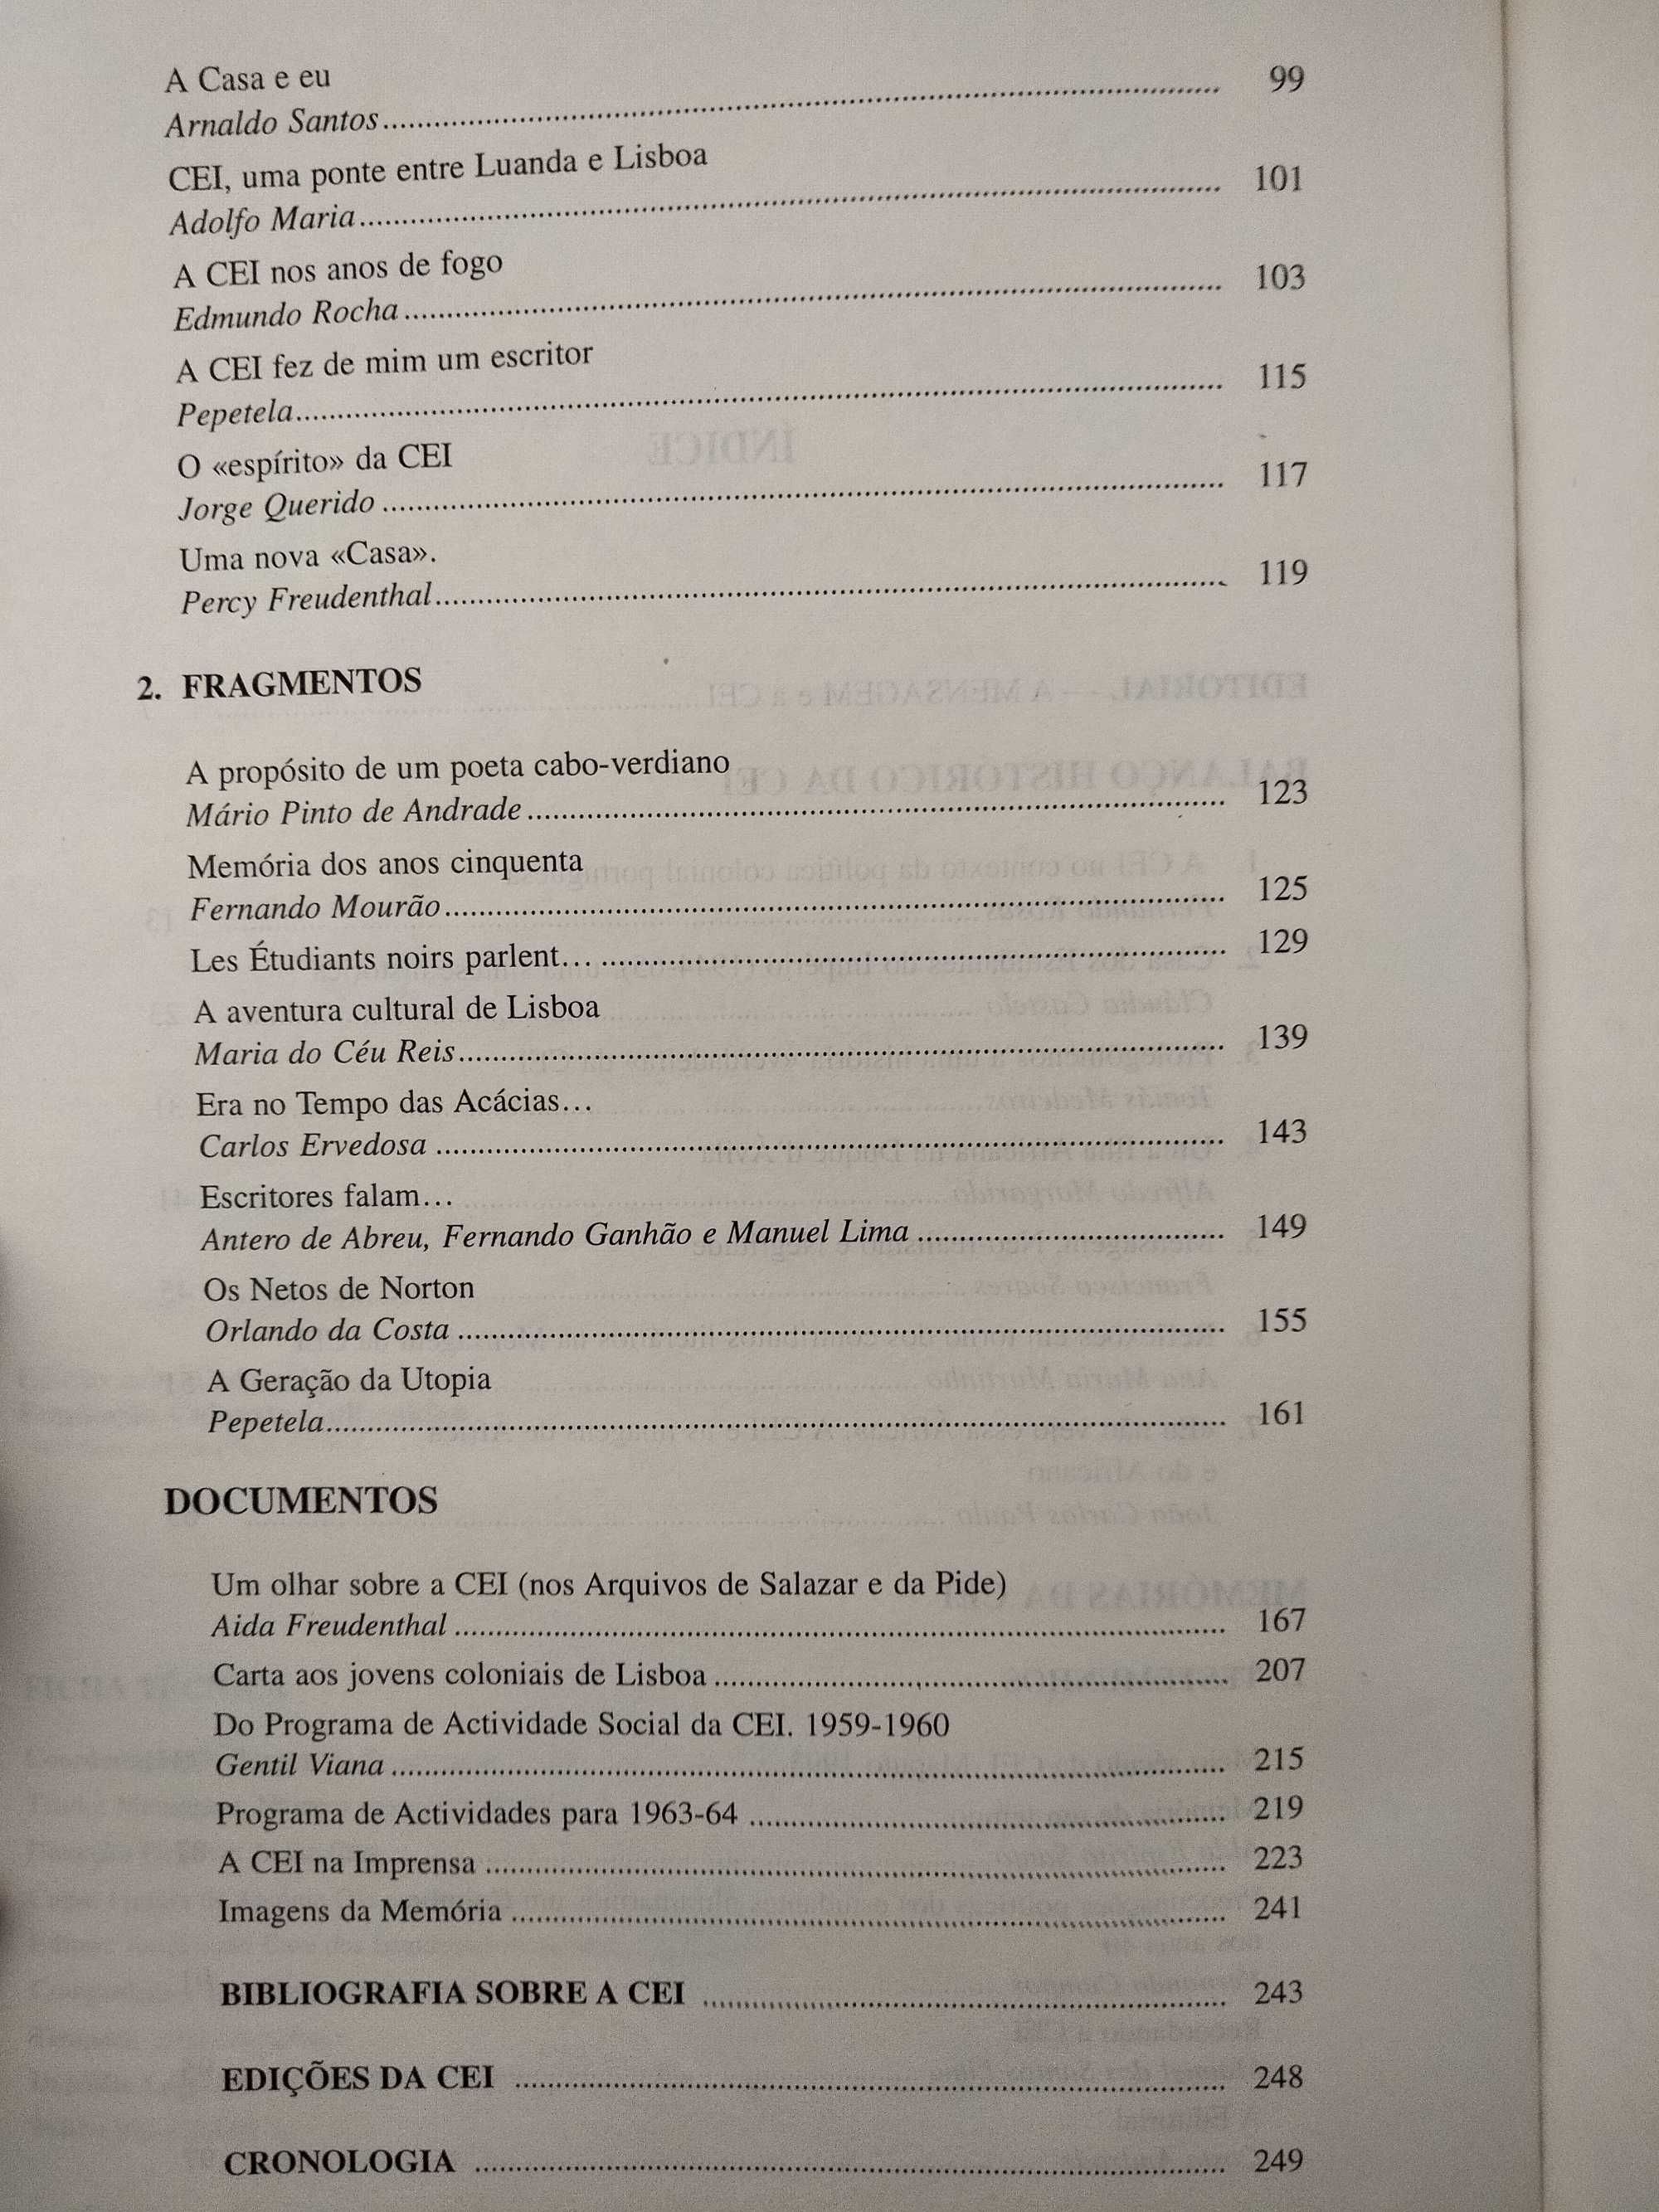 A Casa e eu
Arnaldo Santos.......... 99
CEI, uma ponte entre Luanda e Lisboa
Adolfo Maria.......... 101
A CEI nos anos de fogo
Edmundo Rocha.......... 103
A CEI fez de mim um escritor
Pepetela.......... 115
O «espírito» da CEI
Jorge Querido .......... 117
Uma nova «Casa».
Percy Freudenthal.......... 119
2. FRAGMENTOS
A propósito de um poeta cabo-verdiano
Mário Pinto de Andrade .......... 123
Memória dos anos cinquenta
Fernando Mourão.......... 125
Les Étudiants noirs parlent… .......... 129
A aventura cultural de Lisboa
Maria do Céu Reis.......... 139
Era no Tempo das Acácias…
Carlos Ervedosa .......... 143
Escritores falam…
Antero de Abreu, Fernando Ganhão e Manuel Lima .......... 149
Os Netos de Norton
Orlando da Costa .......... 155
A Geração da Utopia
Pepetela.......... 161
DOCUMENTOS
Um olhar sobre a CEI (nos Arquivos de Salazar e da Pide)
Aida Freudenthal .......... 167
Carta aos jovens coloniais de Lisboa .......... 207
Do Programa de Actividade Social da CEI. 1959-1960
Gentil Viana .......... 215
Programa de Actividades para 1963-64 .......... 219
A CEI na Imprensa .......... 223
Imagens da Memória .......... 241
BIBLIOGRAFIA SOBRE A CEI .......... 243
EDIÇÕES DA CEI .......... 248
CRONOLOGIA .......... 249